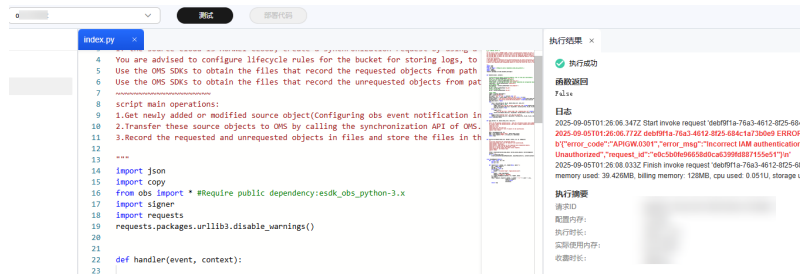 测试
部署代码
index.py
执行结果
4 You are advised to configure lifecycle rules for the bucket for storing logs, to
5 Use the OMS SDKs to obtain the files that record the requested objects from path
6 Use the OMS SDKs to obtain the files that record the unrequested objects from pat
7 ~~~~~~~~~~~~~~~~~~~~~
8 script main operations:
9 1.Get newly added or modified source object(Configuring obs event notification in
10 2.Transfer these source objects to OMS by calling the synchronization API of OMS.
11 3.Record the requested and unrequested objects in files and store the files in th
12
13 """
14 import json
15 import copy
16 from obs import * #Require public dependency:esdk_obs_python-3.x
17 import signer
18 import requests
19 requests.packages.urllib3.disable_warnings()
20
21
22 def handler(event, context):
23
执行成功
函数返回
False
日志
2025-09-05T01:26:06.347Z Start invoke request 'debf9f1a-76a3-4612-8f25-684
2025-09-05T01:26:06.772Z debf9f1a-76a3-4612-8f25-684c1a73b0e9 ERROR
b'{"error_code":"APIGW.0301","error_msg":"Incorrect IAM authentication
Unauthorized","request_id":"e0c5b0fe96658d0ca6399fd887155e51"}\n'
2025-09-05T01:26:08.033Z Finish invoke request 'debf9f1a-76a3-4612-8f25-68
memory used: 39.426MB, billing memory: 128MB, cpu used: 0.051U, storage u
执行摘要
请求ID
配置内存:
执行时长:
实际使用内存:
收费时长: